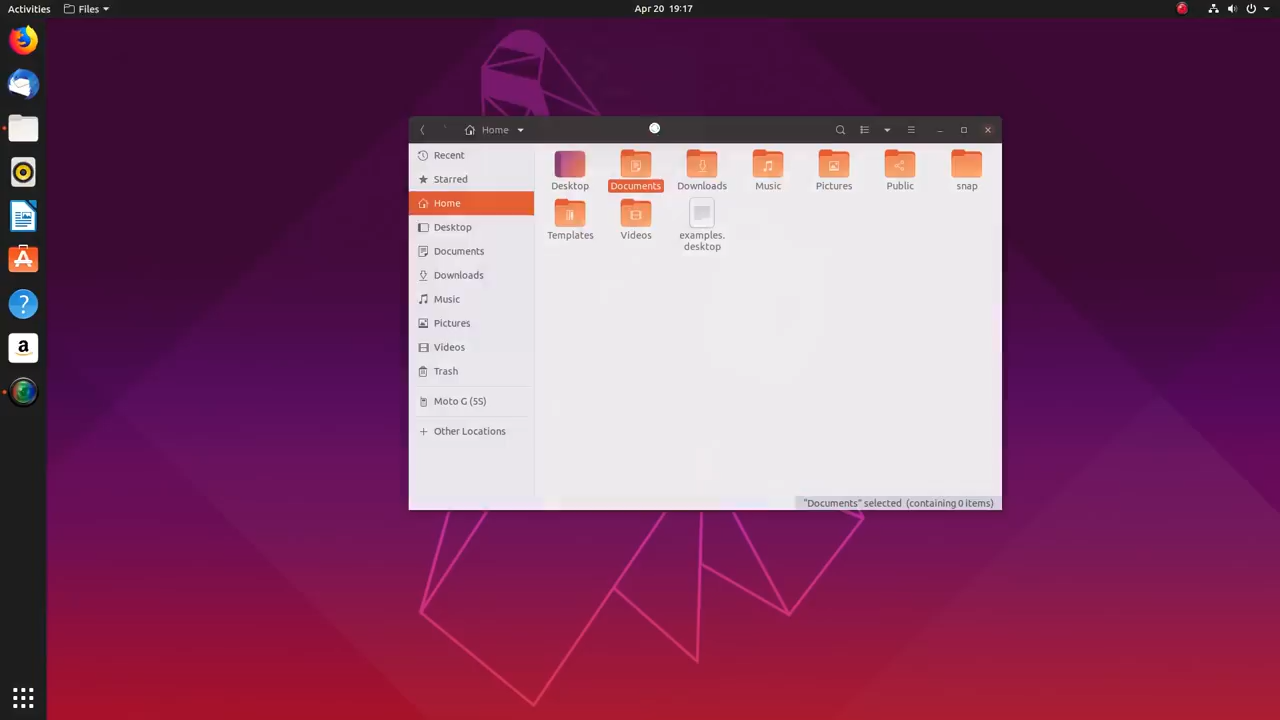 Activities Files Apr 20 19:17
Home
Recent
Starred
Home
Desktop
Documents
Downloads
Music
Pictures
Videos
Trash
Moto G (5S)
Other Locations
Desktop Documents Downloads Music Pictures Public snap
Templates Videos examples.
desktop
"Documents" selected (containing 0 items)
a
?